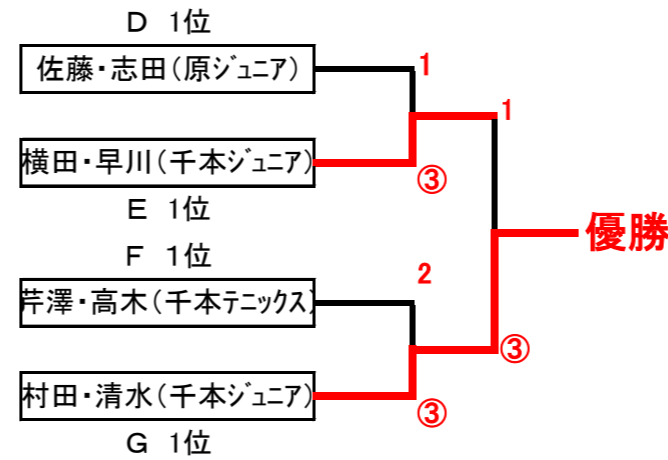 D 1位
佐藤・志田(原ジュニア)
1
1
横田・早川(千本ジュニア)
③
E 1位
優勝
F 1位
2
芹澤・高木(千本テニックス)
③
村田・清水(千本ジュニア)
③
G 1位